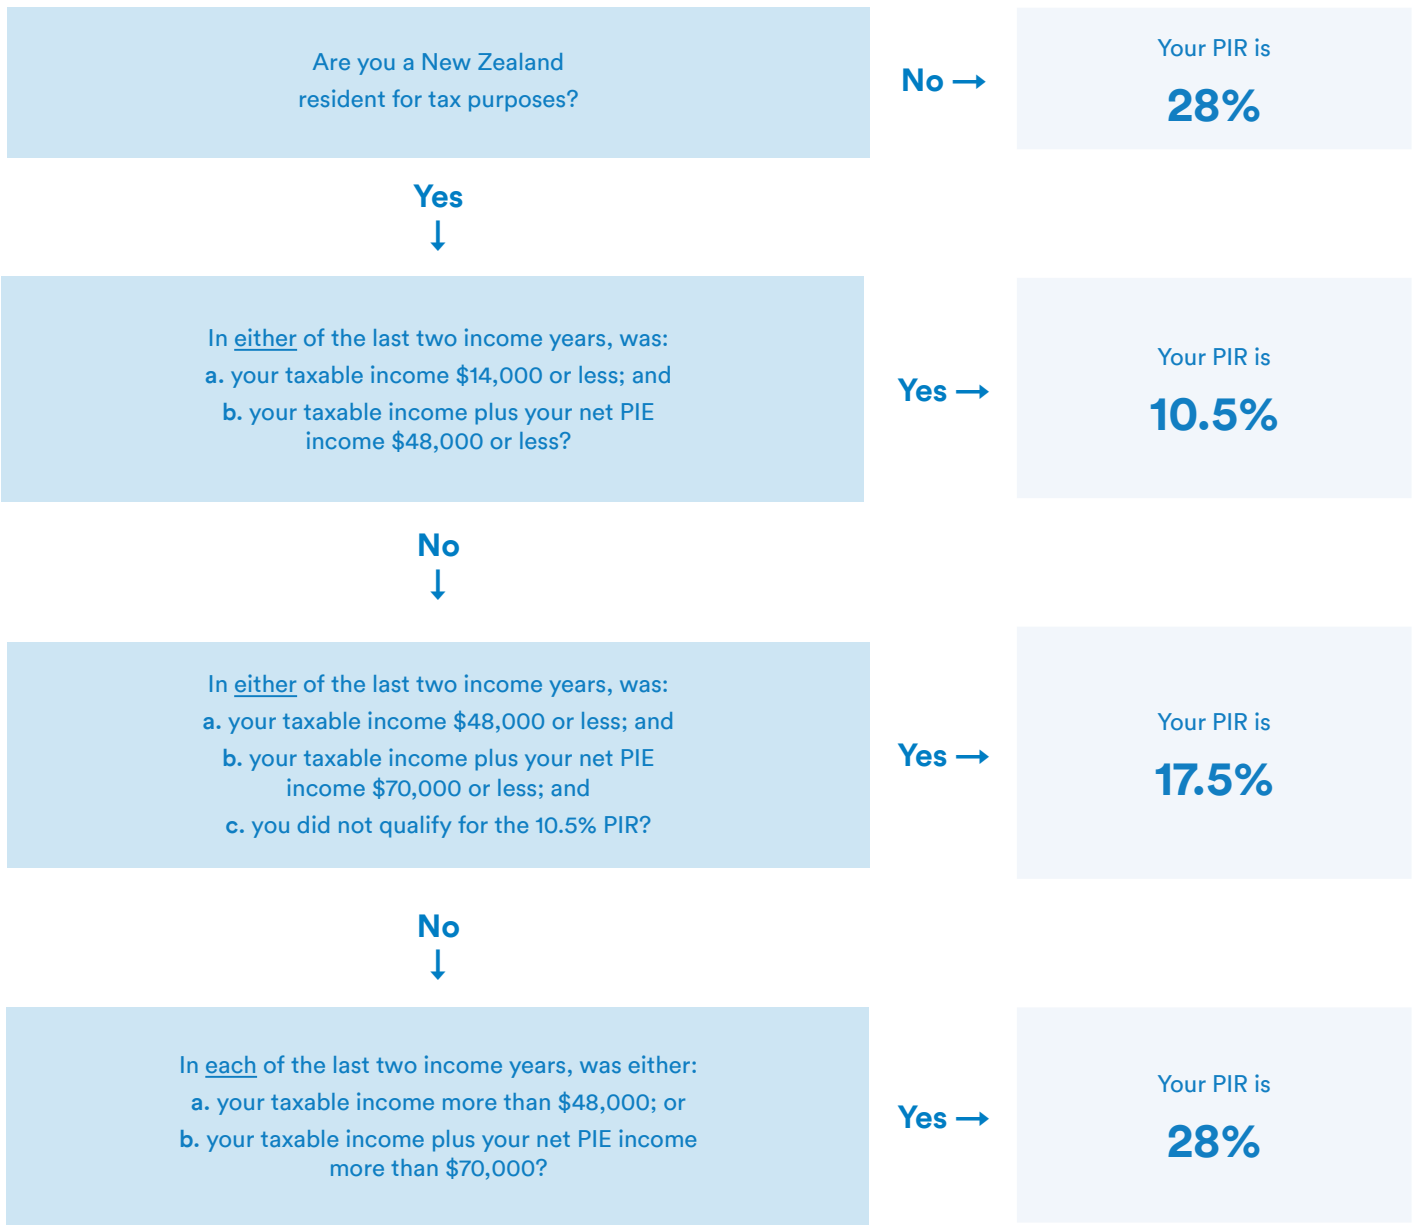 Are you a New Zealand
resident for tax purposes?
No →
Your PIR is
28%
Yes
↓
In either of the last two income years, was:
a. your taxable income $14,000 or less; and
b. your taxable income plus your net PIE
income $48,000 or less?
Yes →
Your PIR is
10.5%
No
↓
In either of the last two income years, was:
a. your taxable income $48,000 or less; and
b. your taxable income plus your net PIE
income $70,000 or less; and
c. you did not qualify for the 10.5% PIR?
Yes →
Your PIR is
17.5%
No
↓
In each of the last two income years, was either:
a. your taxable income more than $48,000; or
b. your taxable income plus your net PIE income
more than $70,000?
Yes →
Your PIR is
28%